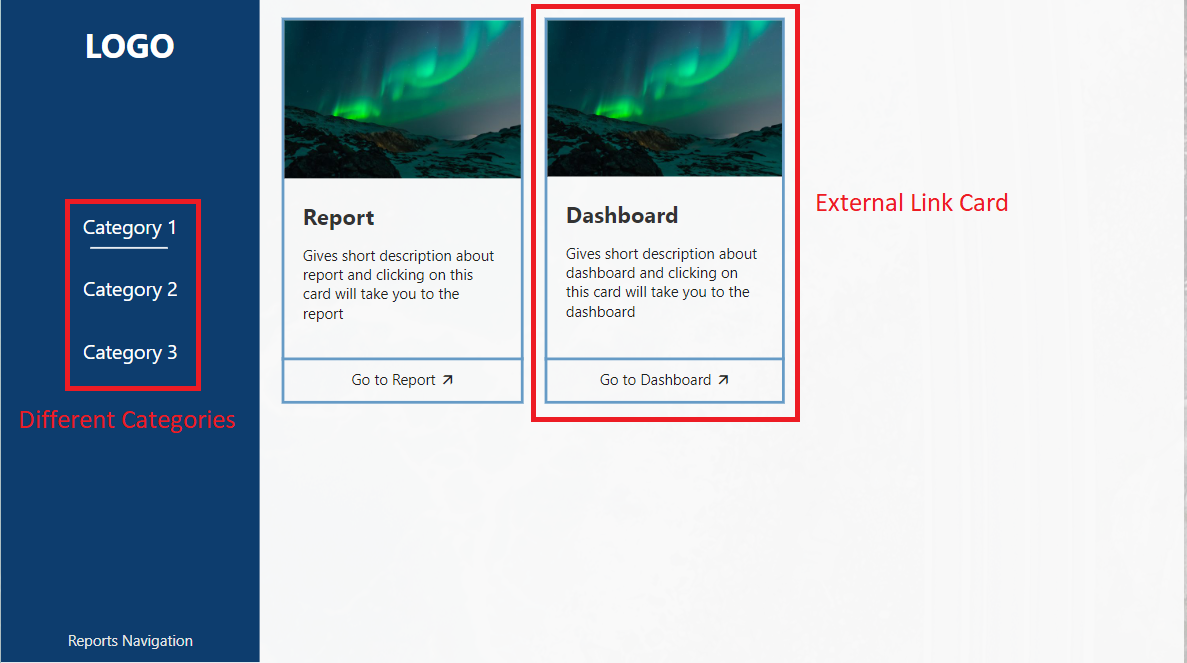 LOGO
Category 1
Category 2
Category 3
Different Categories
Reports Navigation
Report
Gives short description about
report and clicking on this
card will take you to the
report
Go to Report
Dashboard
Gives short description about
dashboard and clicking on
this card will take you to the
dashboard
Go to Dashboard
External Link Card